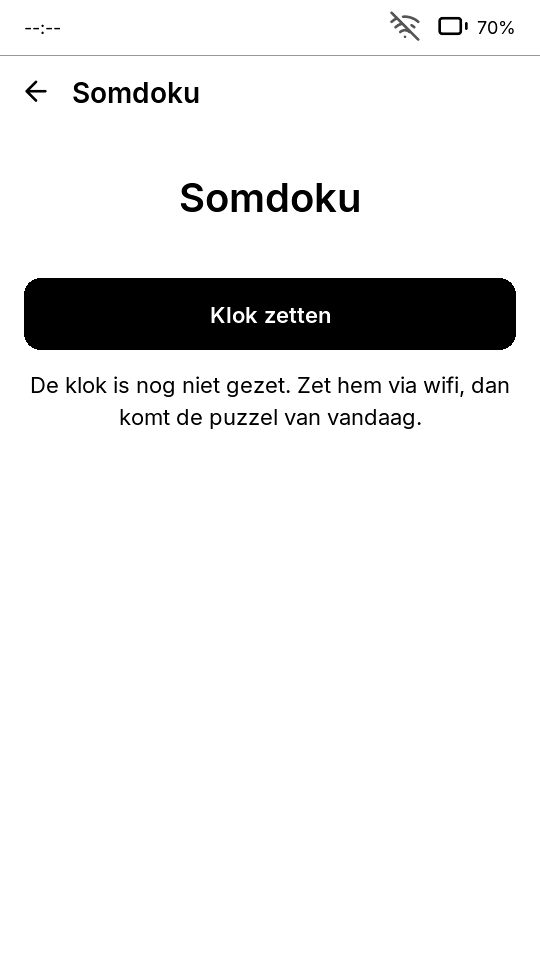 --:--
70%
Somdoku
Somdoku
Klok zetten
De klok is nog niet gezet. Zet hem via wifi, dan
komt de puzzel van vandaag.